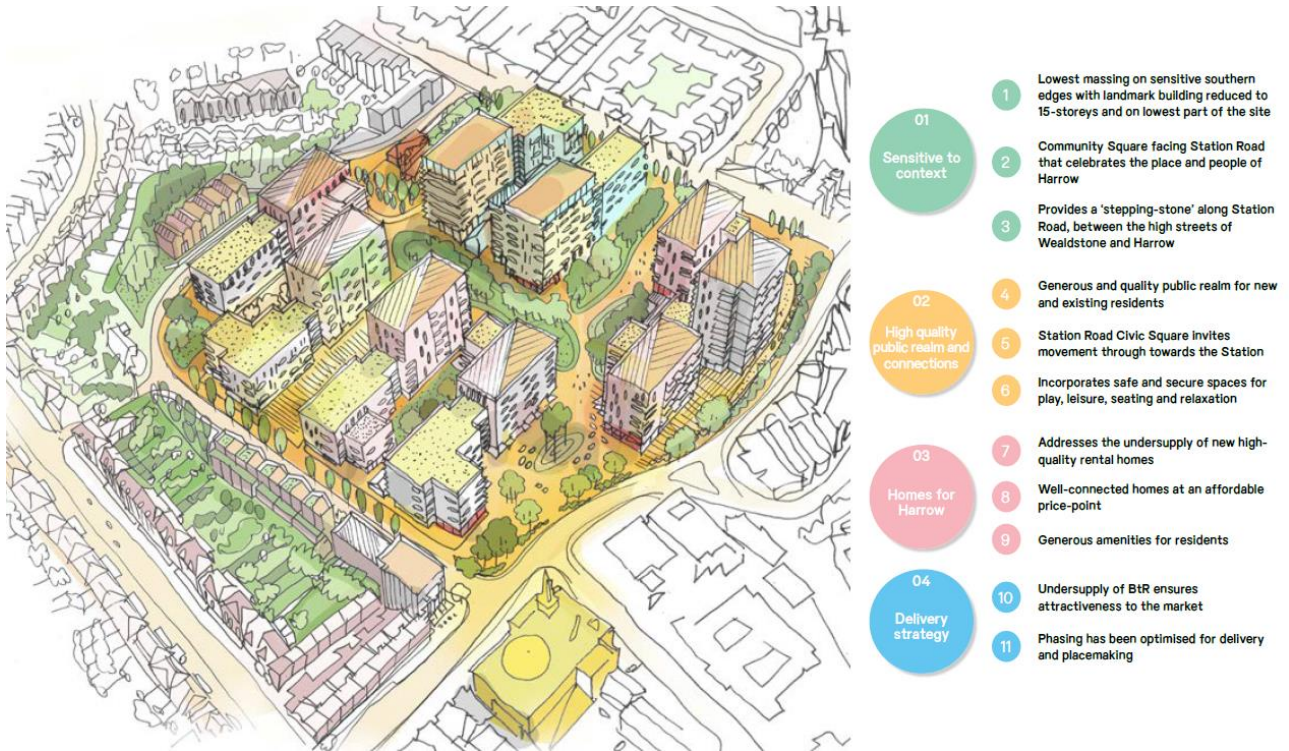 01
Sensitive to
context
1
Lowest massing on sensitive southern
edges with landmark building reduced to
15-storeys and on lowest part of the site
2
Community Square facing Station Road
that celebrates the place and people of
Harrow
3
Provides a ‘stepping-stone’ along Station
Road, between the high streets of
Wealdstone and Harrow
02
High quality
public realm and
connections
4
Generous and quality public realm for new
and existing residents
5
Station Road Civic Square invites
movement through towards the Station
6
Incorporates safe and secure spaces for
play, leisure, seating and relaxation
03
Homes for
Harrow
7
Addresses the undersupply of new high-
quality rental homes
8
Well-connected homes at an affordable
price-point
9
Generous amenities for residents
04
Delivery
strategy
10
Undersupply of BtR ensures
attractiveness to the market
11
Phasing has been optimised for delivery
and placemaking